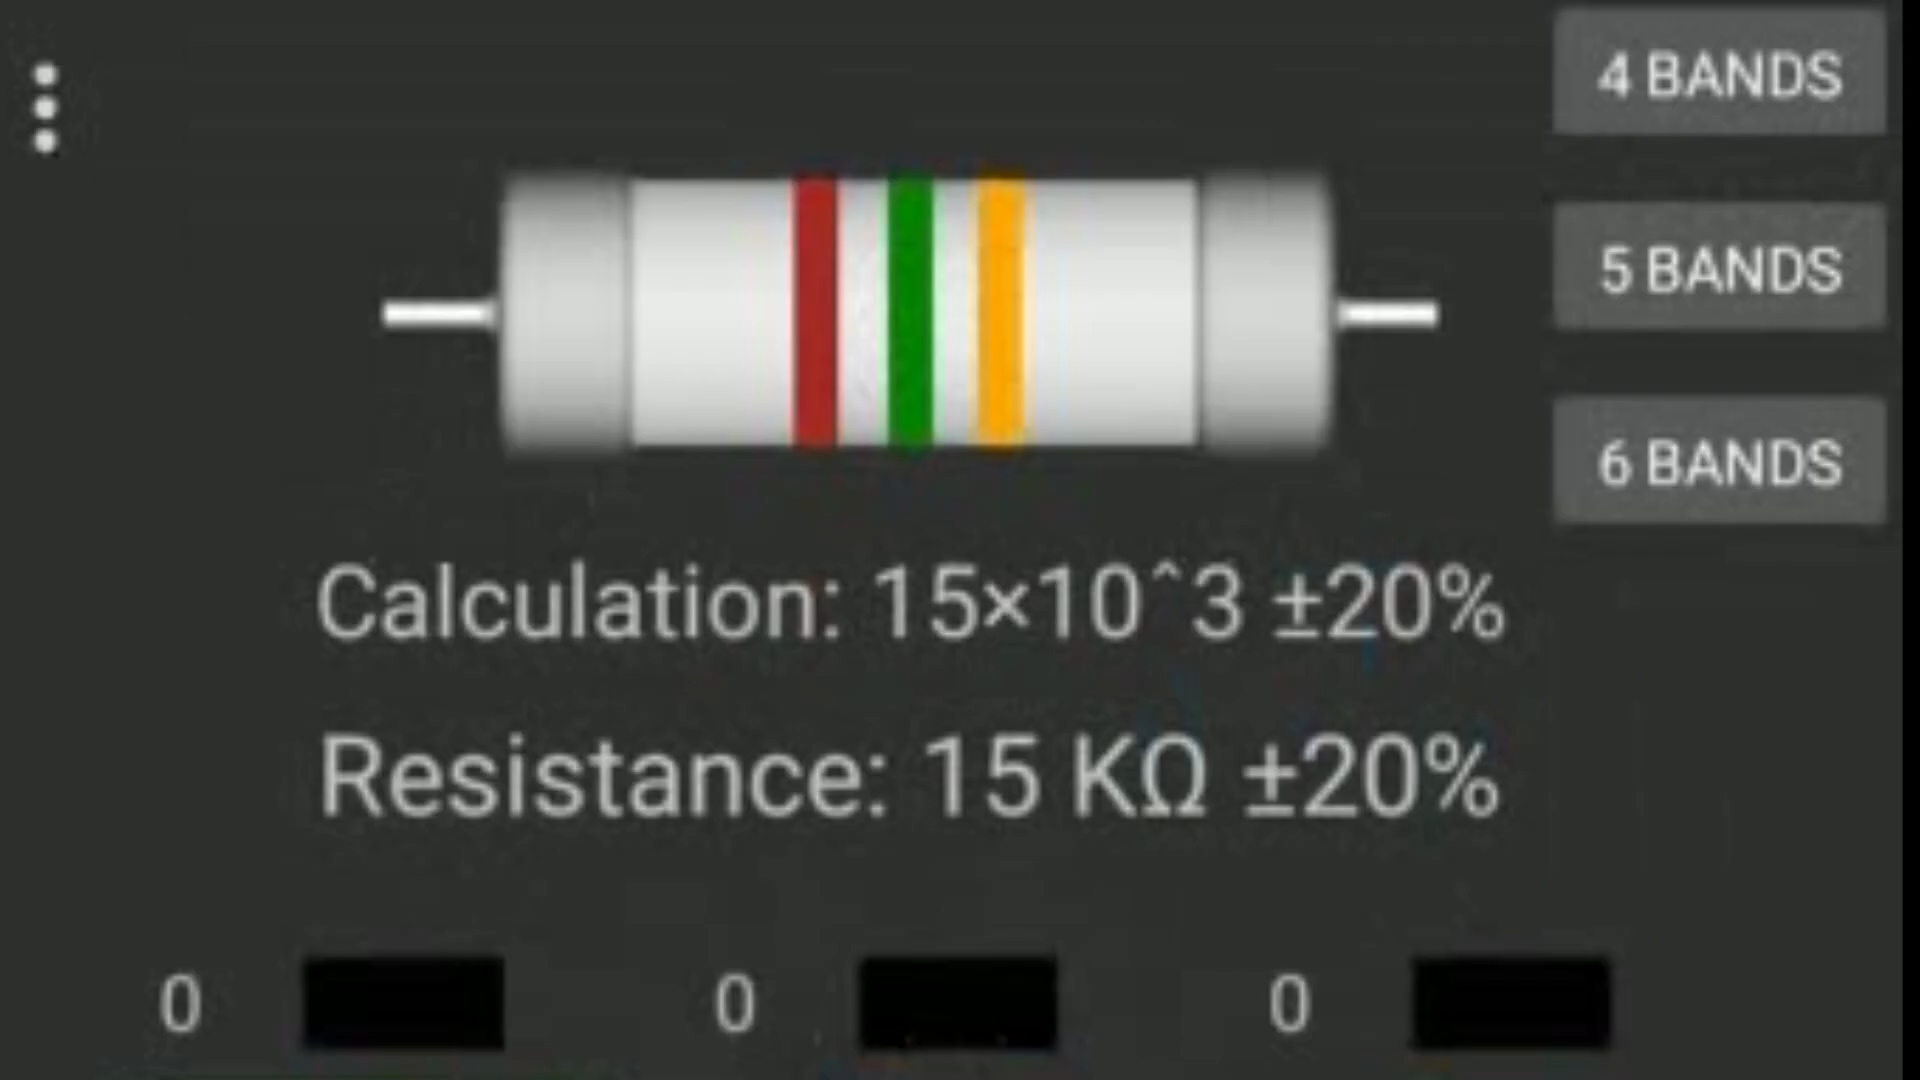 4 BANDS
5 BANDS
6 BANDS
Calculation: 15×10^3 ±20%
Resistance: 15 KΩ ±20%
0 0 0